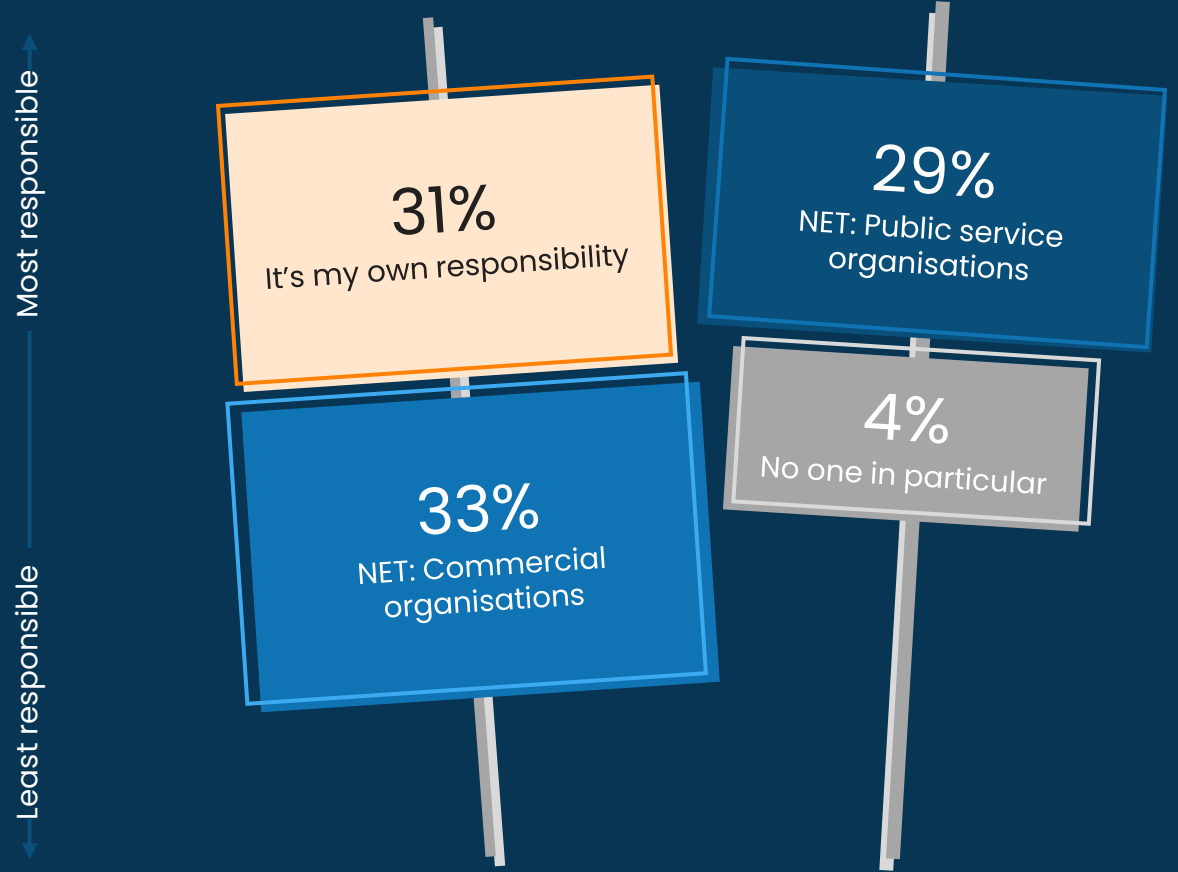 Most responsible
Least responsible
31%
It's my own responsibility
33%
NET: Commercial
organisations
29%
NET: Public service
organisations
4%
No one in particular